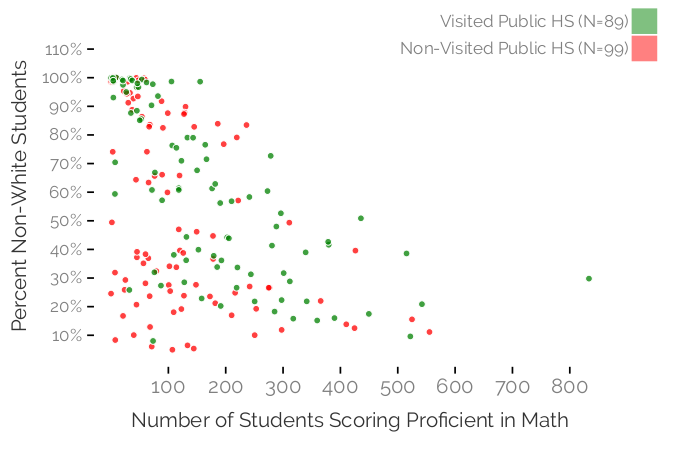 Visited Public HS (N=89)
Non-Visited Public HS (N=99)
Percent Non-White Students
110%
100%
90%
80%
70%
60%
50%
40%
30%
20%
10%
100 200 300 400 500 600 700 800
Number of Students Scoring Proficient in Math